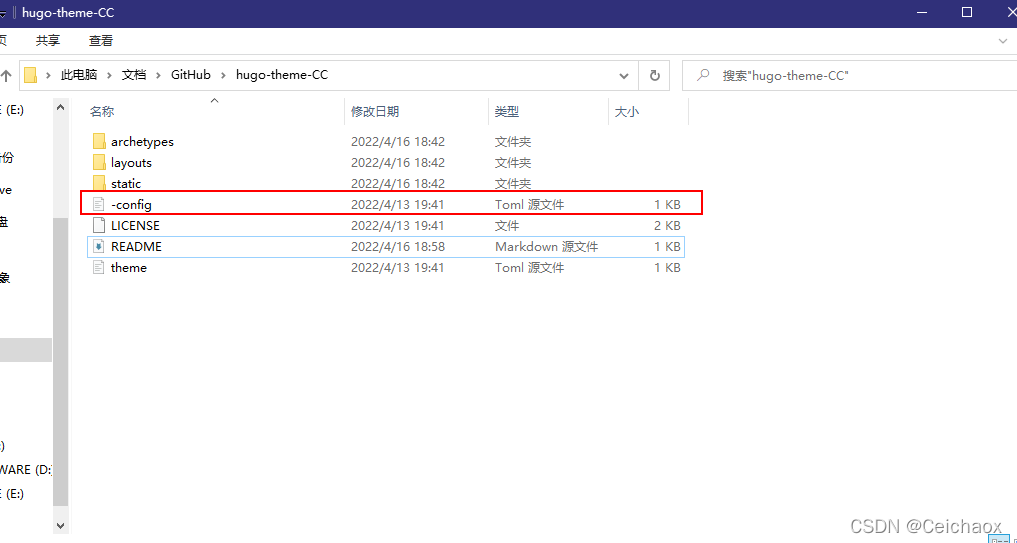 hugo-theme-CC
页 共享 查看
此电脑 > 文档 > GitHub > hugo-theme-CC 搜索"hugo-theme-CC"
名称 修改日期 类型 大小
archetypes 2022/4/16 18:42 文件夹
layouts 2022/4/16 18:42 文件夹
static 2022/4/16 18:42 文件夹
-config 2022/4/13 19:41 Toml 源文件 1 KB
LICENSE 2022/4/13 19:41 文件 2 KB
README 2022/4/16 18:58 Markdown 源文件 1 KB
theme 2022/4/13 19:41 Toml 源文件 1 KB
(E:)
份
ve
盘
象
:)
WARE (D:
(E:)
CSDN @Ceichaox